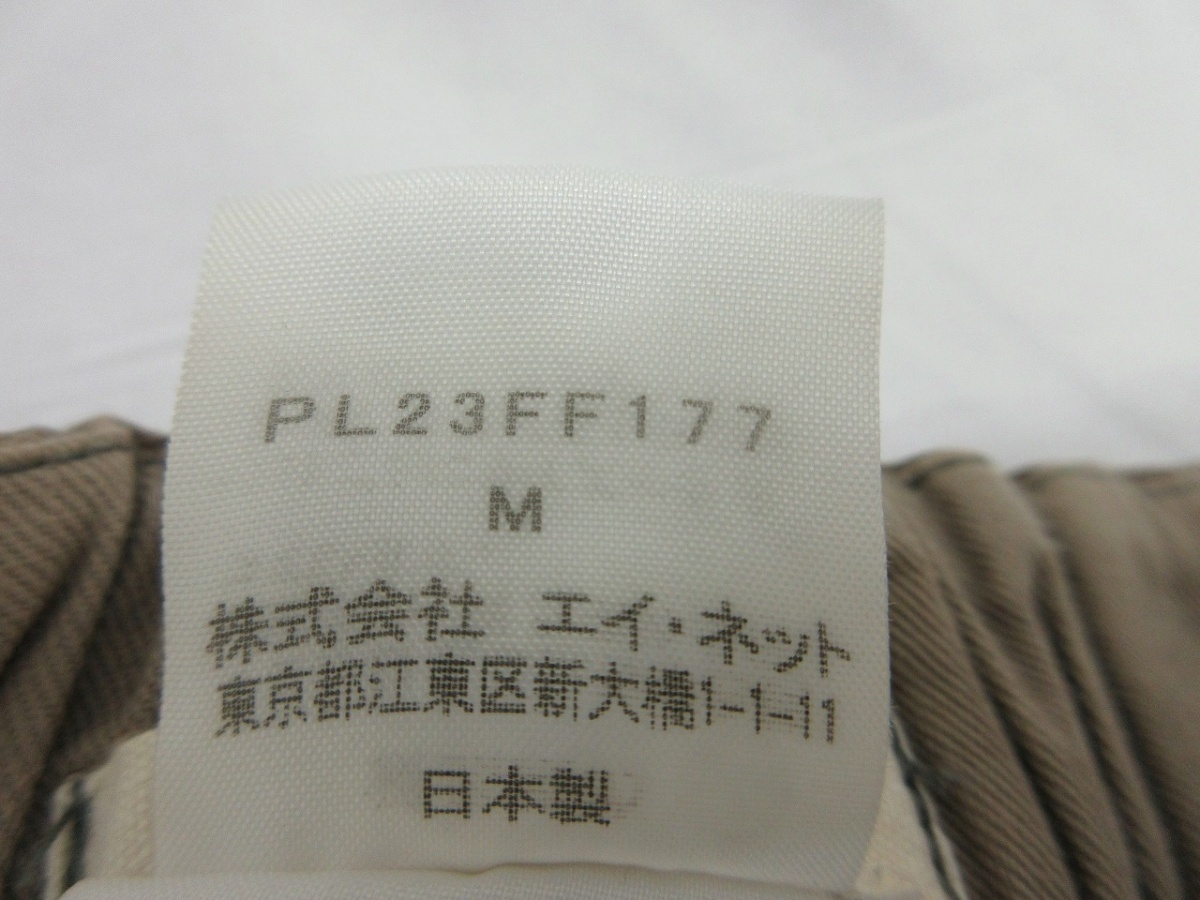 PL23FF177
M
株式会社 エイ・ネット
東京都江東区新大橋1-1-11
日本製